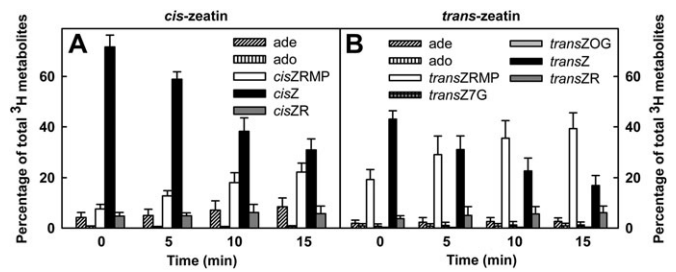 cis-zeatin
trans-zeatin
Percentage of total ³H metabolites
60
40
20
0
A
ade
ado
cisZRMP
cisZ
cisZR
0 5 10 15
Time (min)
B
ade
ado
transZRMP
transZ7G
transZOG
transZ
transZR
0 5 10 15
Time (min)
60
40
20
0
Percentage of total ³H metabolites